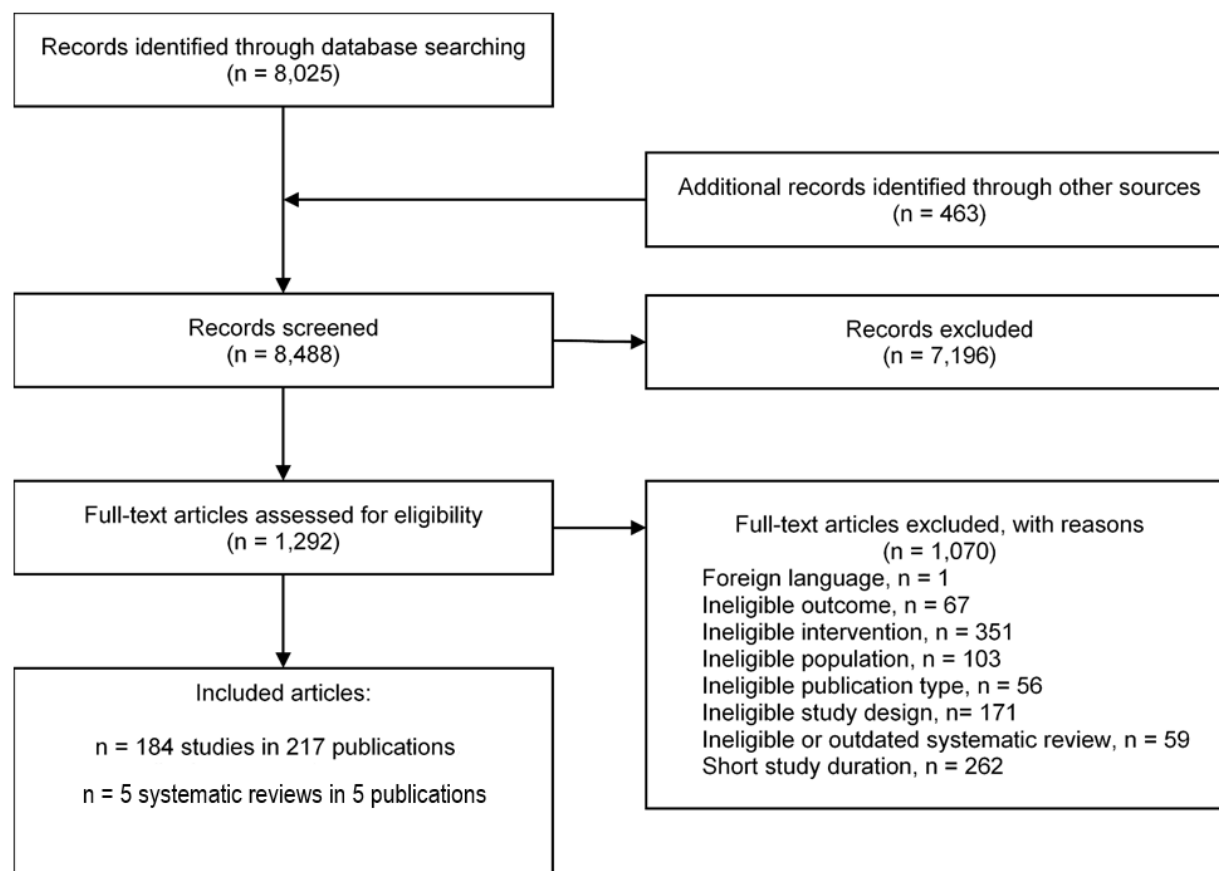 Records identified through database searching
(n = 8,025)
Additional records identified through other sources
(n = 463)
Records screened
(n = 8,488)
Records excluded
(n = 7,196)
Full-text articles assessed for eligibility
(n = 1,292)
Full-text articles excluded, with reasons
(n = 1,070)
Foreign language, n = 1
Ineligible outcome, n = 67
Ineligible intervention, n = 351
Ineligible population, n = 103
Ineligible publication type, n = 56
Ineligible study design, n= 171
Ineligible or outdated systematic review, n = 59
Short study duration, n = 262
Included articles:
n = 184 studies in 217 publications
n = 5 systematic reviews in 5 publications